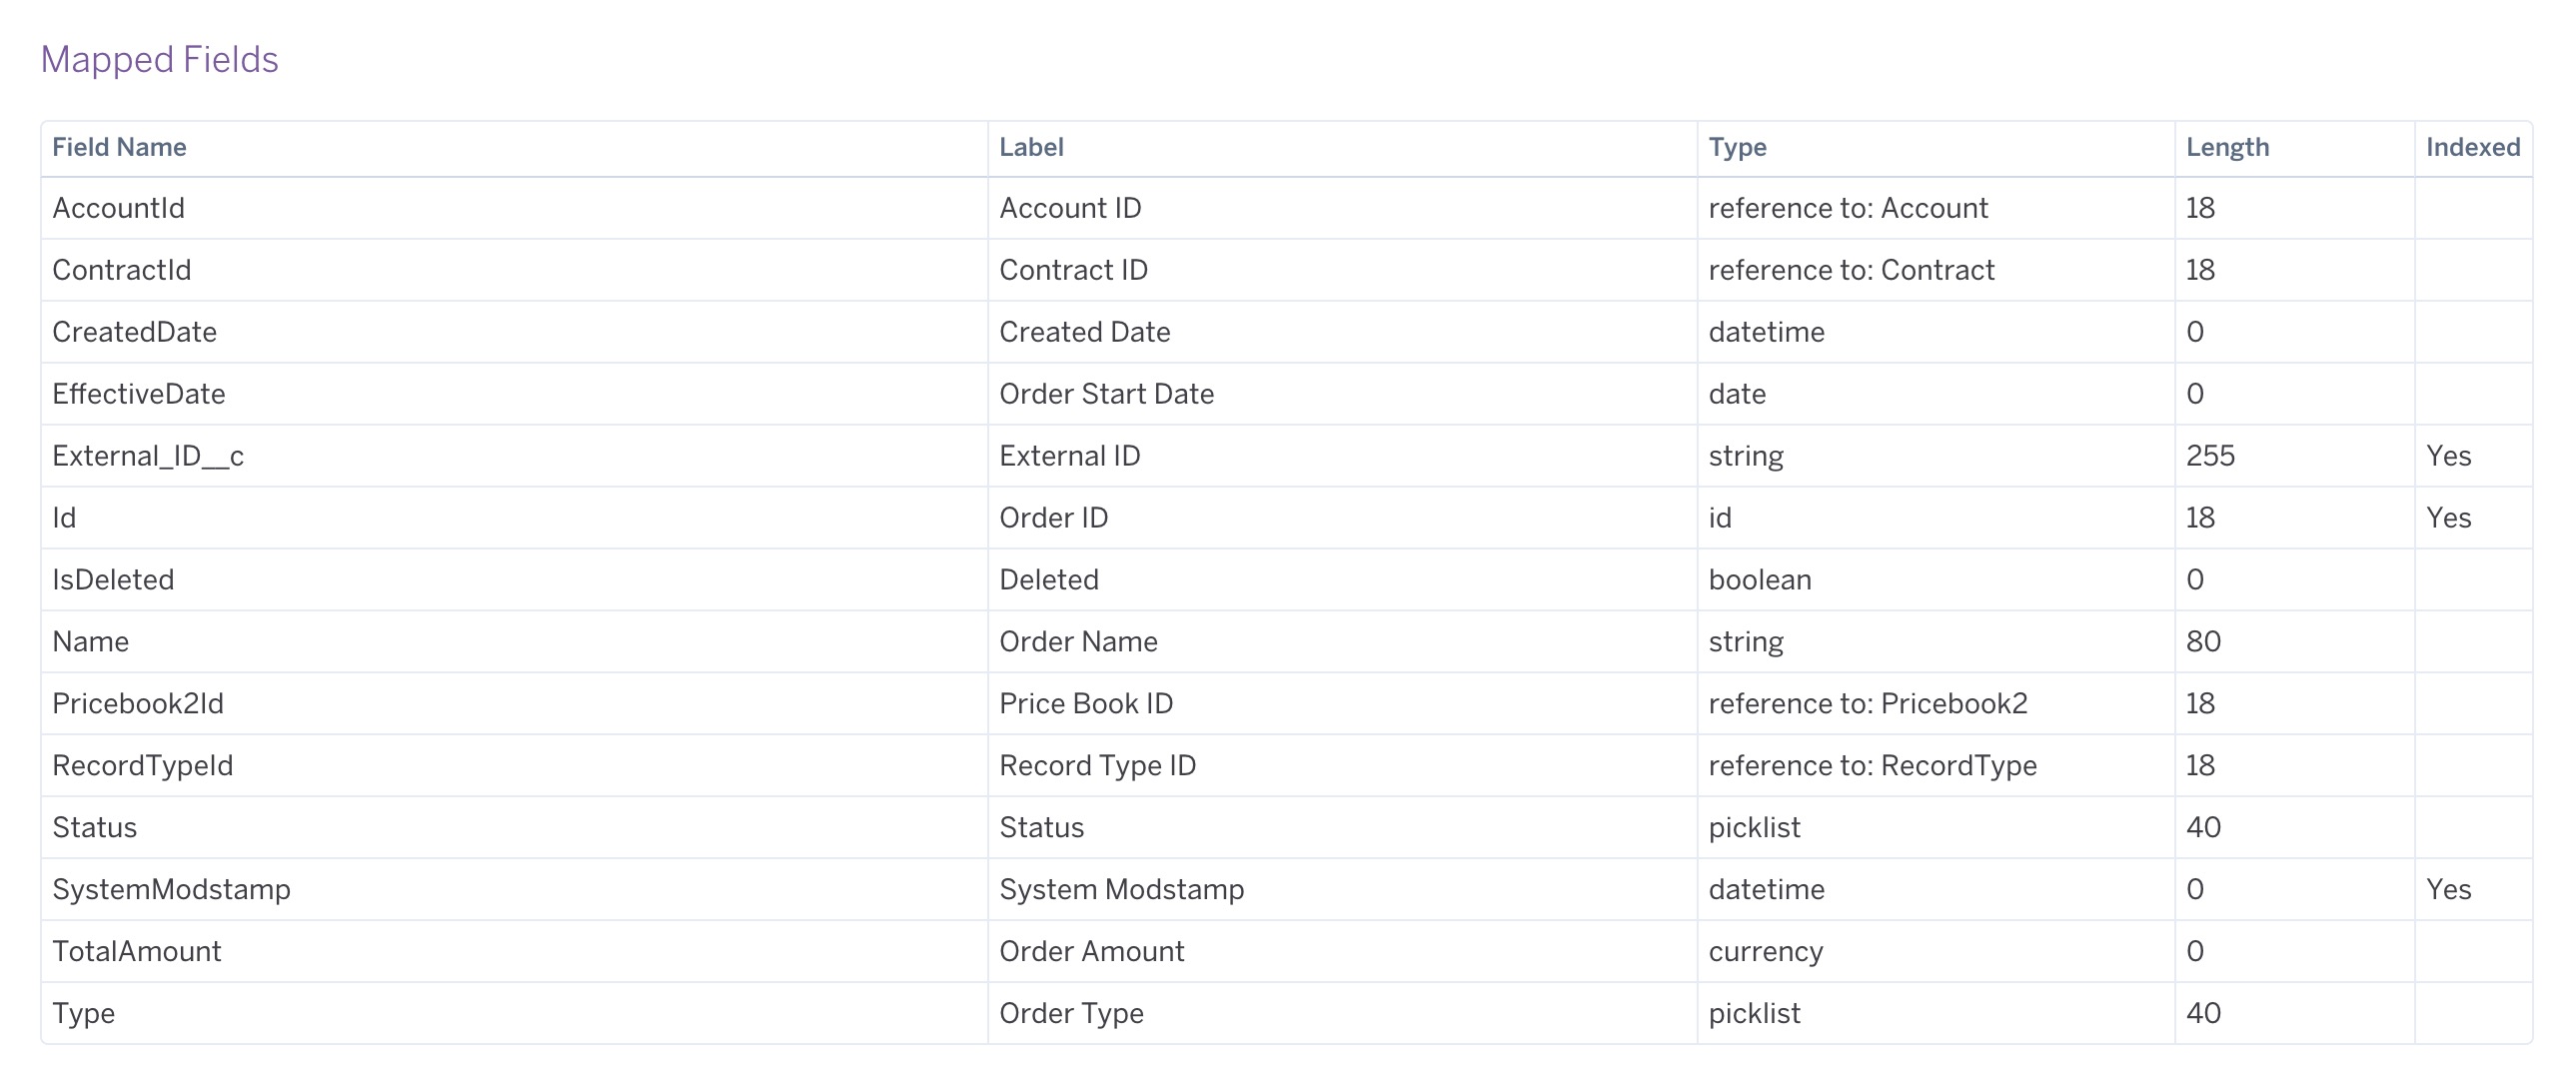 Mapped Fields
Field Name Label Type Length Indexed
AccountId Account ID reference to: Account 18
ContractId Contract ID reference to: Contract 18
CreatedDate Created Date datetime 0
EffectiveDate Order Start Date date 0
External_ID__c External ID string 255 Yes
Id Order ID id 18 Yes
IsDeleted Deleted boolean 0
Name Order Name string 80
Pricebook2Id Price Book ID reference to: Pricebook2 18
RecordTypeId Record Type ID reference to: RecordType 18
Status Status picklist 40
SystemModstamp System Modstamp datetime 0 Yes
TotalAmount Order Amount currency 0
Type Order Type picklist 40